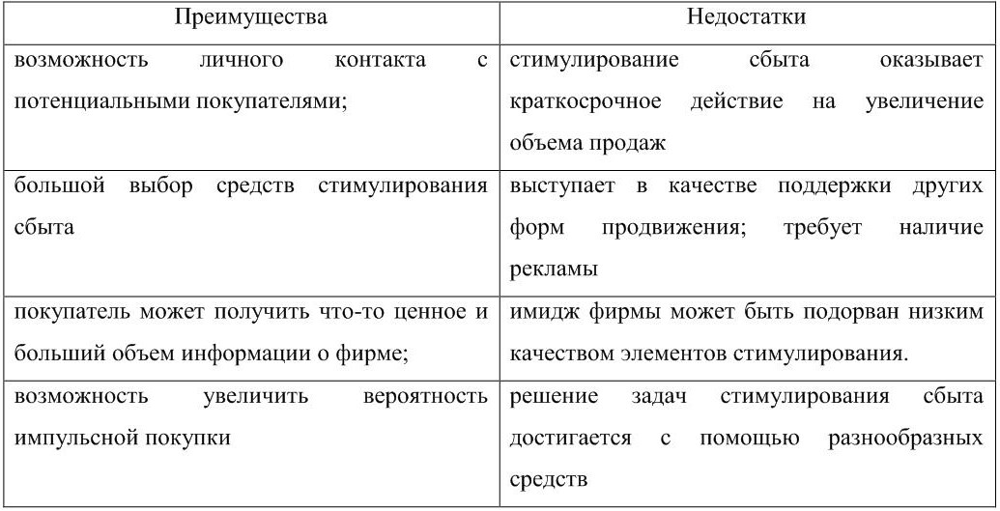 Преимущества
Недостатки
возможность личного контакта с
потенциальными покупателями;
стимулирование сбыта оказывает
краткосрочное действие на увеличение
объема продаж
большой выбор средств стимулирования
сбыта
выступает в качестве поддержки других
форм продвижения; требует наличие
рекламы
покупатель может получить что-то ценное и
больший объем информации о фирме;
имидж фирмы может быть подорван низким
качеством элементов стимулирования.
возможность увеличить вероятность
импульсной покупки
решение задач стимулирования сбыта
достигается с помощью разнообразных
средств